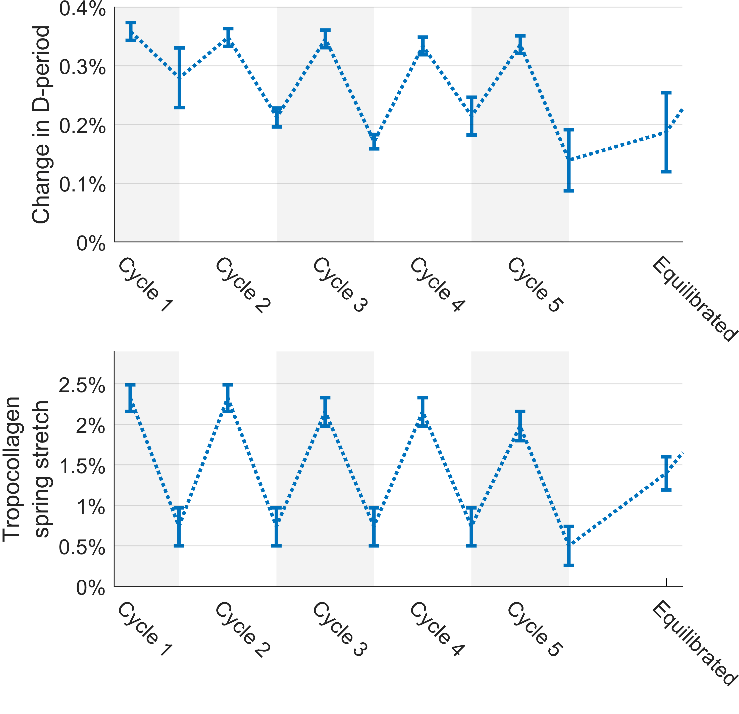 0.4%
0.3%
0.2%
0.1%
0%
Change in D-period
Cycle 1
Cycle 2
Cycle 3
Cycle 4
Cycle 5
Equilibrated
2.5%
2%
1.5%
1%
0.5%
0%
Tropocollagen
spring stretch
Cycle 1
Cycle 2
Cycle 3
Cycle 4
Cycle 5
Equilibrated